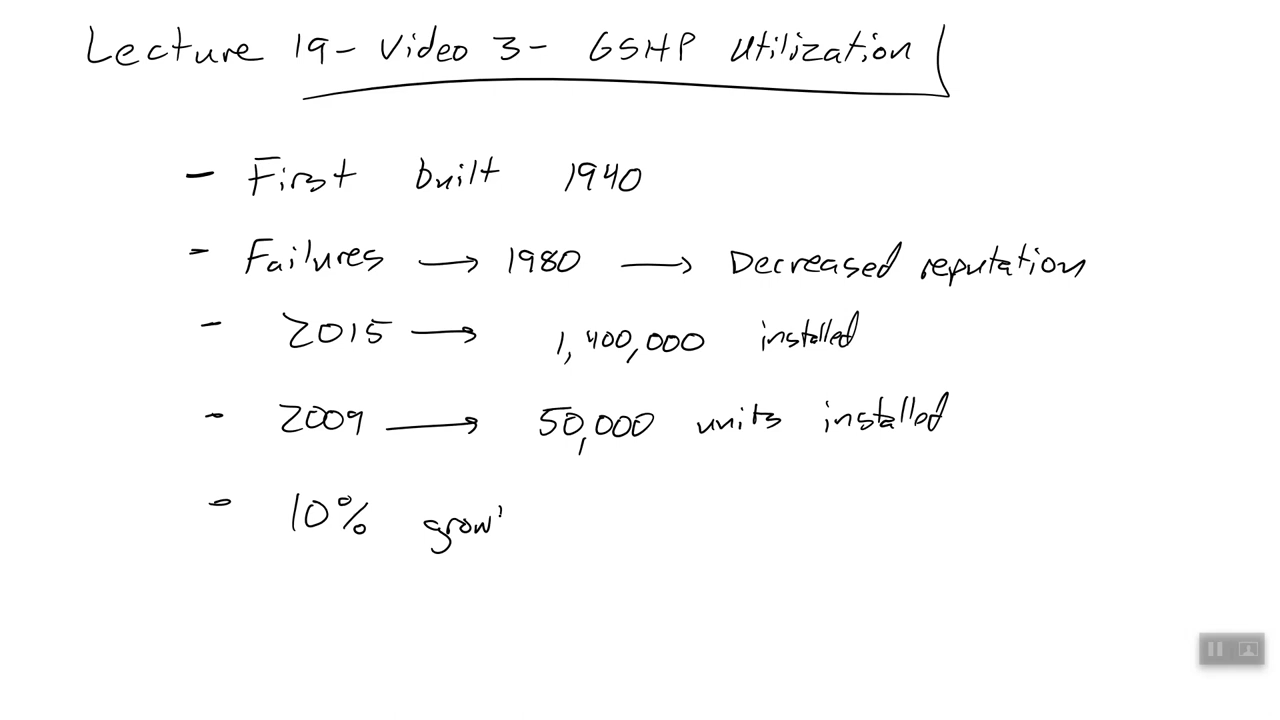 Lecture 19 - Video 3 - GSHP Utilization
- First built 1940
- Failures → 1980 → Decreased reputation
- 2015 → 1,400,000 installed
- 2009 → 50,000 units installed
- 10% grow